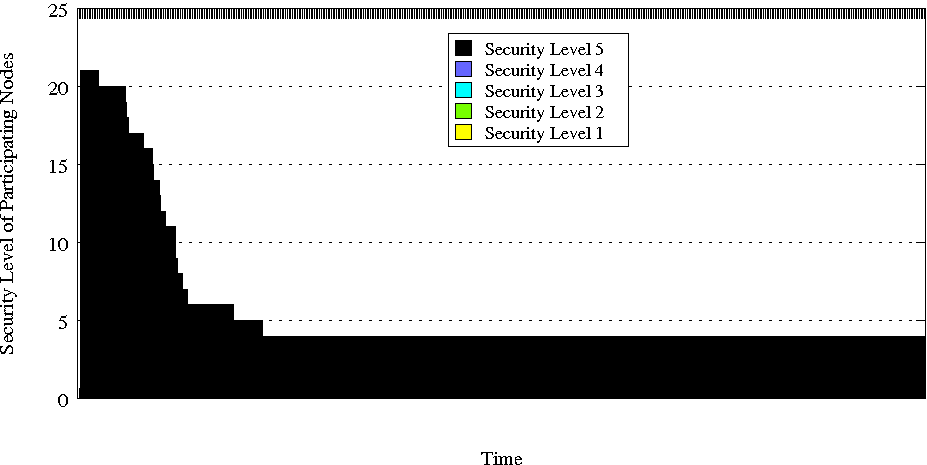 25
20
15
10
5
0
Security Level of Participating Nodes
Security Level 5
Security Level 4
Security Level 3
Security Level 2
Security Level 1
Time